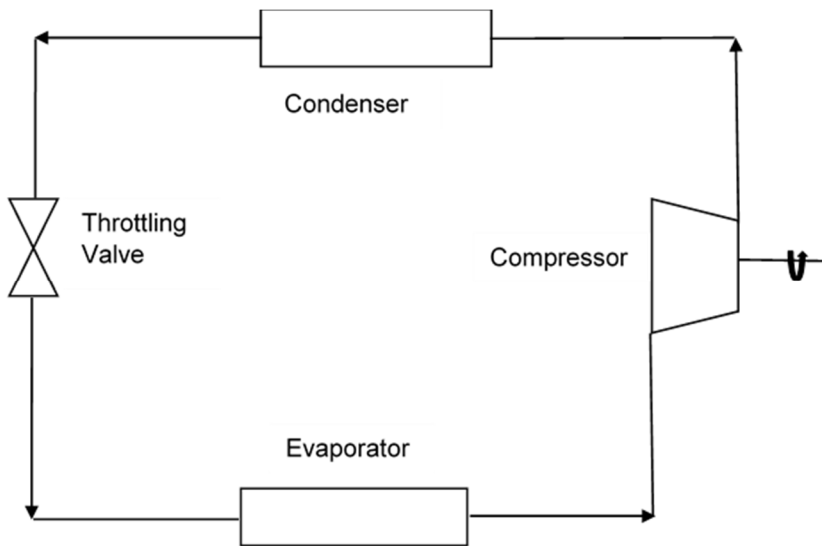 Condenser
Throttling
Valve
Compressor
Evaporator